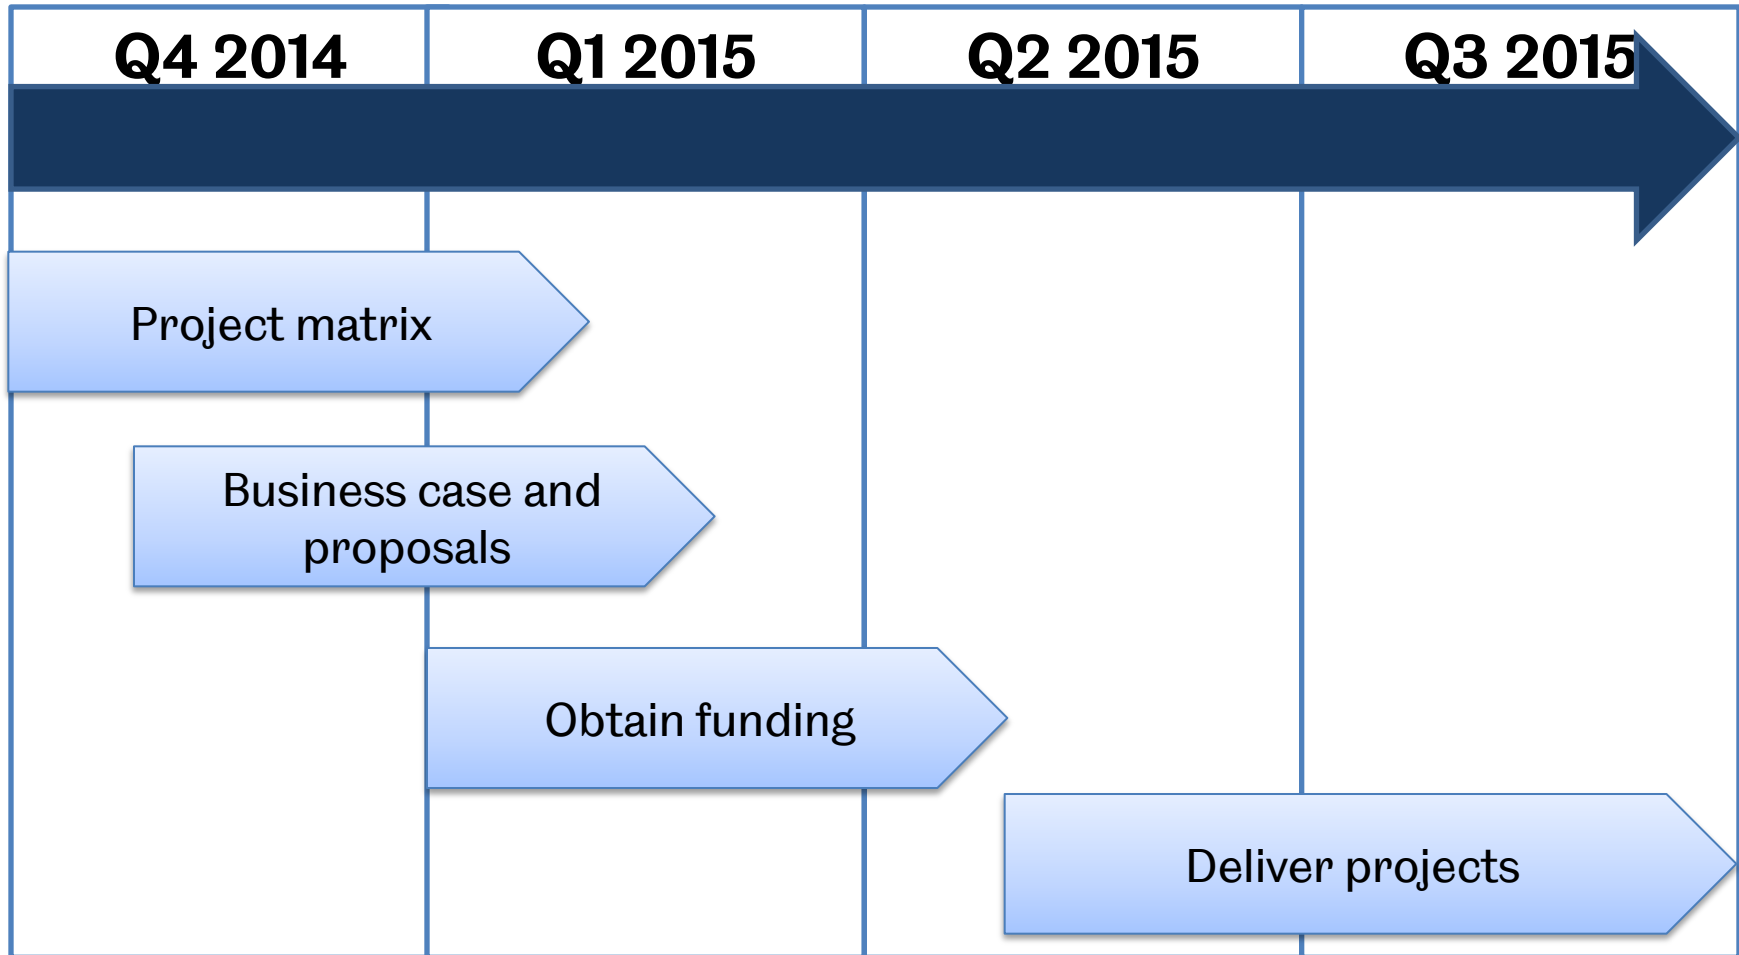 Q4 2014 Q1 2015 Q2 2015 Q3 2015
Project matrix
Business case and
proposals
Obtain funding
Deliver projects